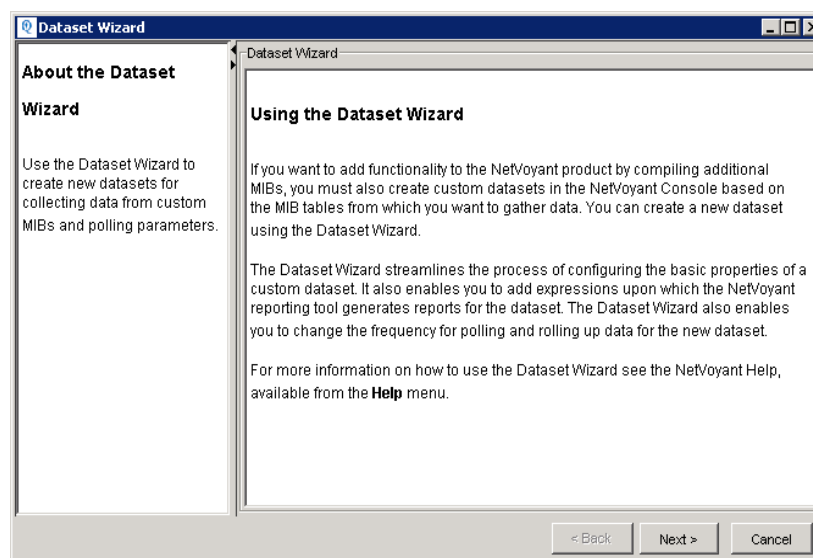 Dataset Wizard
About the Dataset
Wizard
Use the Dataset Wizard to
create new datasets for
collecting data from custom
MIBs and polling parameters.
Dataset Wizard
Using the Dataset Wizard
If you want to add functionality to the NetVoyant product by compiling additional
MIBs, you must also create custom datasets in the NetVoyant Console based on
the MIB tables from which you want to gather data. You can create a new dataset
using the Dataset Wizard.
The Dataset Wizard streamlines the process of configuring the basic properties of a
custom dataset. It also enables you to add expressions upon which the NetVoyant
reporting tool generates reports for the dataset. The Dataset Wizard also enables
you to change the frequency for polling and rolling up data for the new dataset.
For more information on how to use the Dataset Wizard see the NetVoyant Help,
available from the Help menu.
< Back
Next >
Cancel